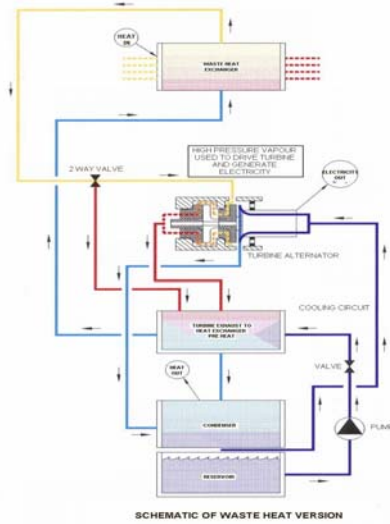 HEAT
IN
WASTE HEAT
EXCHANGER
HIGH PRESSURE VAPOUR
USED TO DRIVE TURBINE
AND GENERATE
ELECTRICITY
ELECTRICITY
OUT
2 WAY VALVE
TURBINE ALTERNATOR
COOLING CIRCUIT
TURBINE EXHAUST TO
HEAT EXCHANGER
PRE HEAT
VALVE
HEAT
OUT
CONDENSER
PUMP
RESERVOIR
SCHEMATIC OF WASTE HEAT VERSION